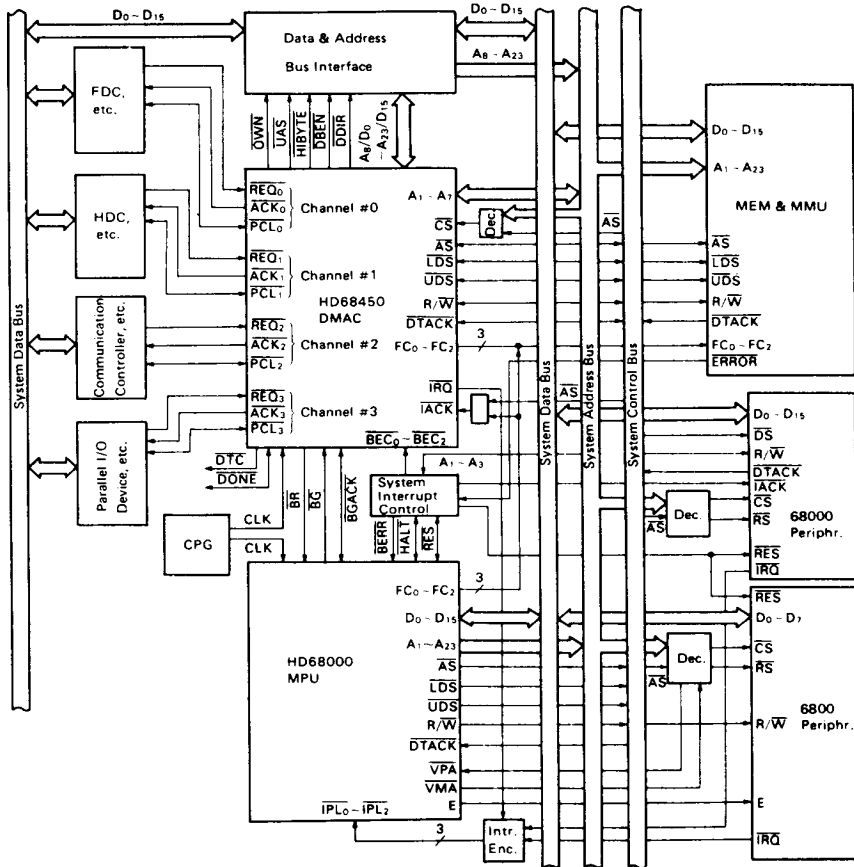 D0~D15
D0~D15
Data & Address
Bus Interface
A8~A23
FDC,
etc.
OWN
UAS
HIBYTE
DBEN
DDIR
A8/D0
~A23/D15
D0~D15
A1~A23
MEM & MMU
AS
LDS
UDS
R/W
DTACK
FC0~FC2
ERROR
HDC,
etc.
Communication
Controller, etc.
Parallel I/O
Device, etc.
System Data Bus
REQ0
ACK0
PCL0
Channel #0
REQ1
ACK1
PCL1
Channel #1
HD68450
DMAC
REQ2
ACK2
PCL2
Channel #2
REQ3
ACK3
PCL3
Channel #3
A1~A7
CS
AS
LDS
UDS
R/W
DTACK
FC0~FC2
IRQ
IACK
BEC0~BEC2
Dec.
AS
3
AS
System Data Bus
System Address Bus
System Control Bus
DTC
DONE
BR
BG
BGACK
A1~A3
System
Interrupt
Control
BERR
HALT
RES
CPG
CLK
CLK
D0~D15
DS
R/W
DTACK
IACK
CS
RS
68000
Periphr.
RES
IRQ
Dec.
AS
HD68000
MPU
FC0~FC2
3
D0~D15
A1~A23
AS
LDS
UDS
R/W
DTACK
VPA
VMA
E
IPL0~IPL2
3
Intr.
Enc.
Dec.
AS
RES
D0~D7
CS
RS
6800
Periphr.
R/W
E
IRQ